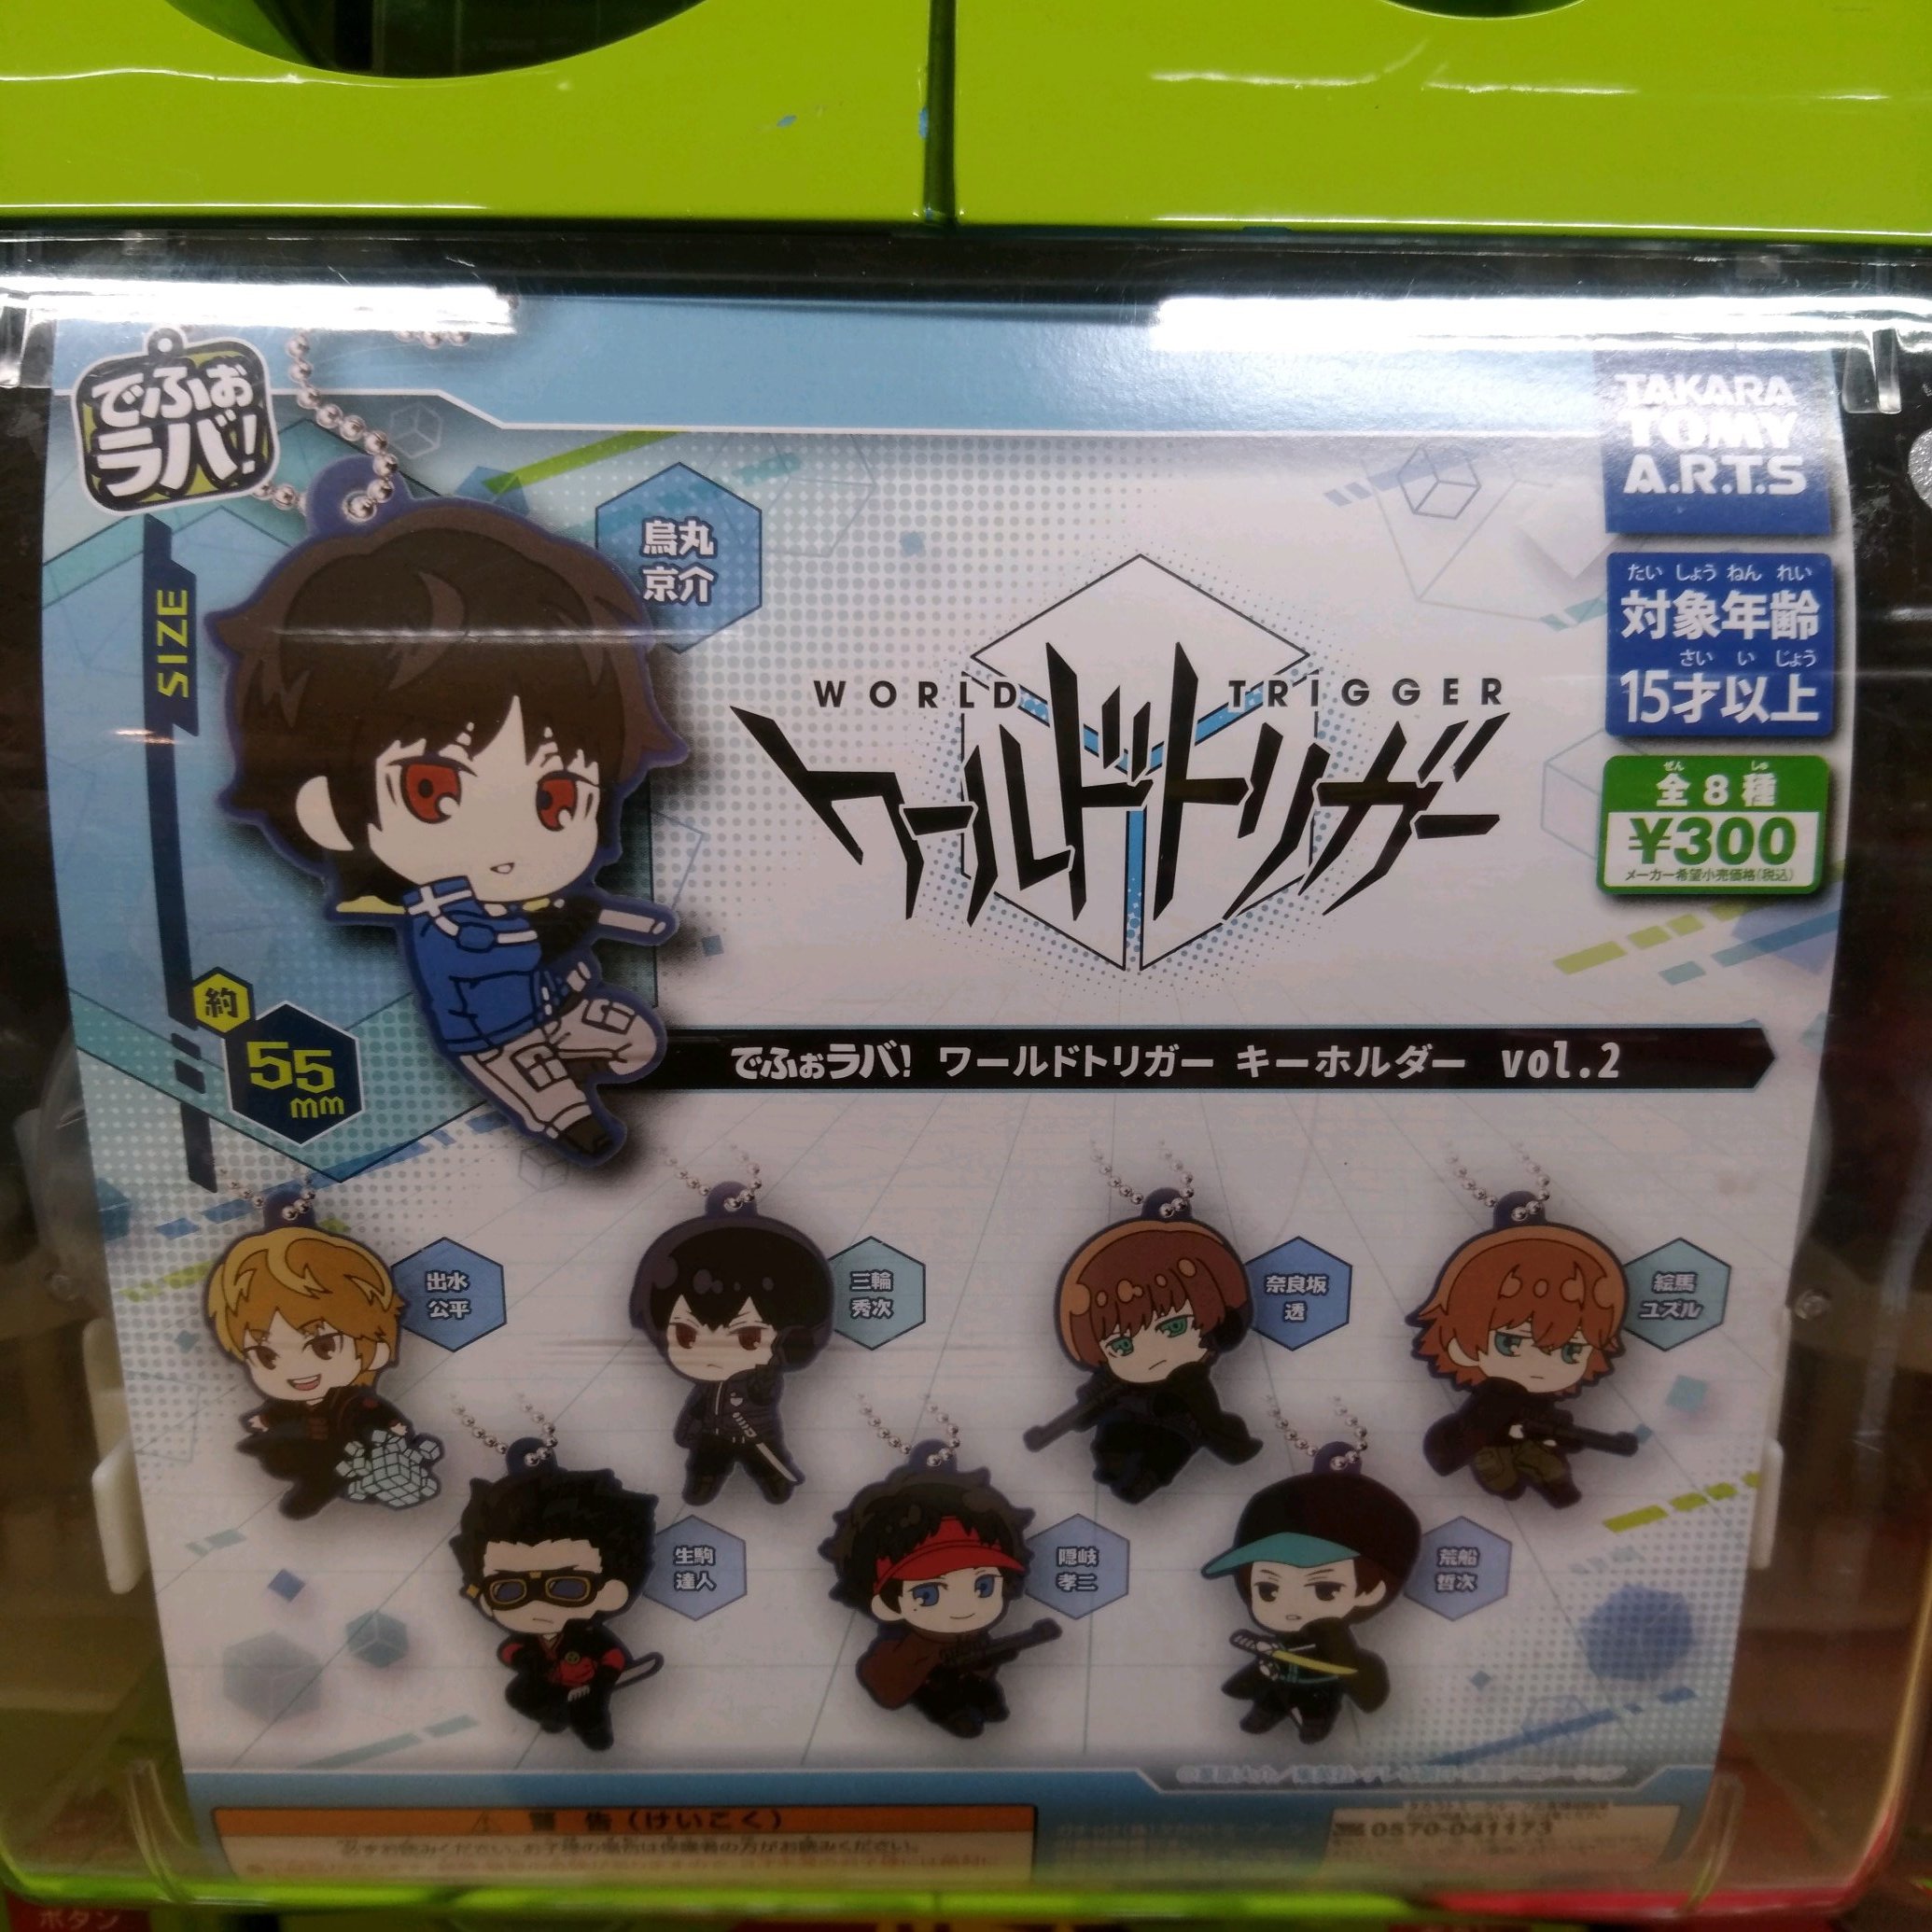 でふぉ
ラバ!
TAKARA
TOMY
A.R.T.S
烏丸
京介
たいしょうねんれい
対象年齢
さいいじょう
15才以上
SIZE
WORLD TRIGGER
ワールドトリガー
ぜん しゅ
全8種
¥300
メーカー希望小売価格(税込)
約
55
mm
でふぉラバ! ワールドトリガー キーホルダー vol.2
出水
公平
三輪
秀次
奈良坂
透
絵馬
ユズル
生駒
達人
隠岐
孝二
荒船
哲次
警告(けいこく)
0570-041173
ボタン